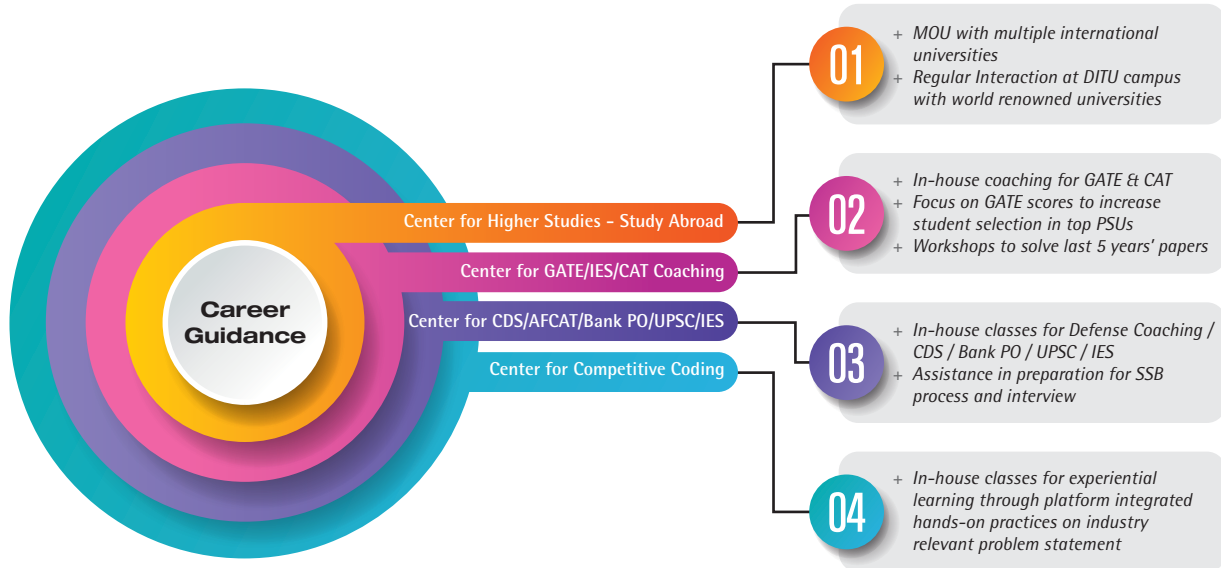 Career
Guidance
Center for Higher Studies - Study Abroad
Center for GATE/IES/CAT Coaching
Center for CDS/AFCAT/Bank PO/UPSC/IES
Center for Competitive Coding
01
+ MOU with multiple international
universities
+ Regular Interaction at DITU campus
with world renowned universities
02
+ In-house coaching for GATE & CAT
+ Focus on GATE scores to increase
student selection in top PSUs
+ Workshops to solve last 5 years' papers
03
+ In-house classes for Defense Coaching /
CDS / Bank PO / UPSC / IES
+ Assistance in preparation for SSB
process and interview
04
+ In-house classes for experiential
learning through platform integrated
hands-on practices on industry
relevant problem statement